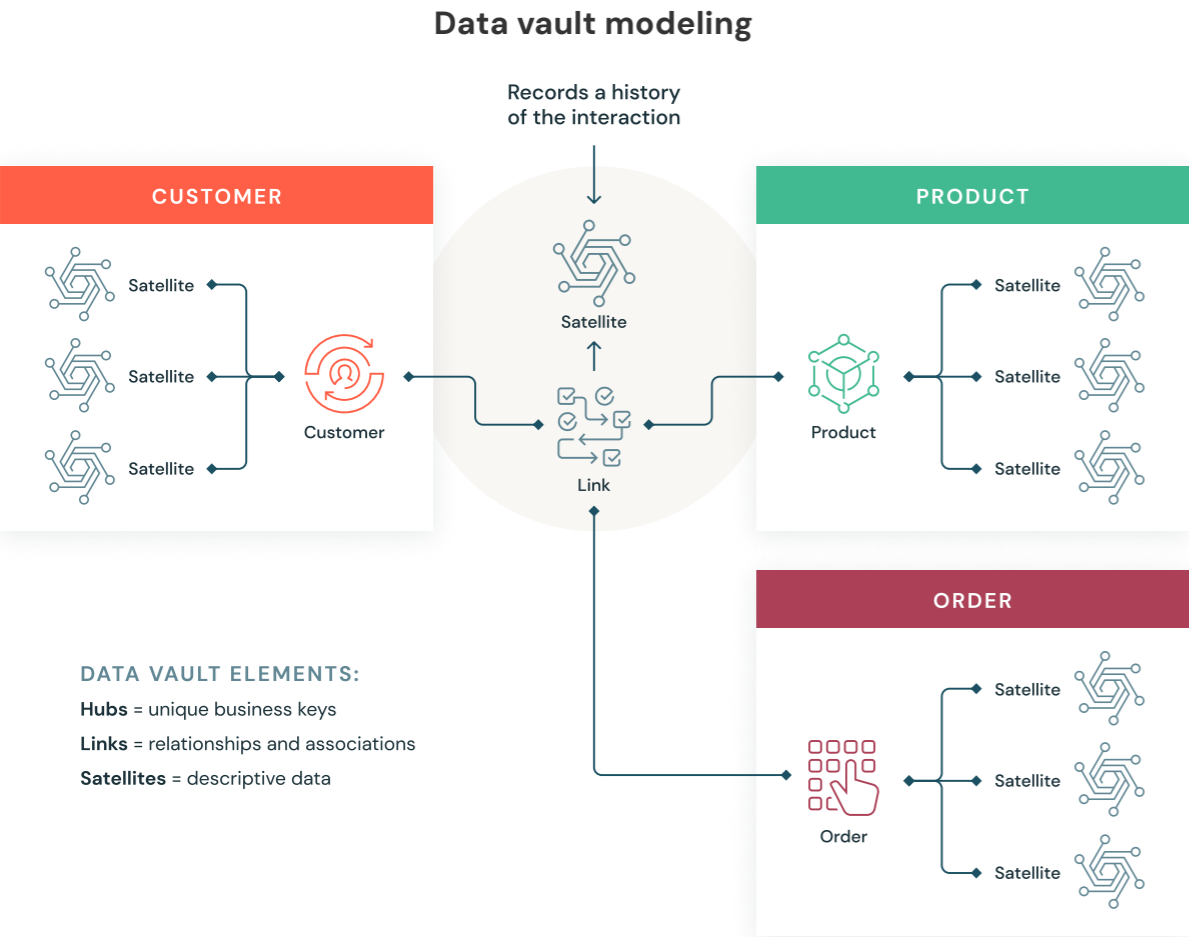 Data vault modeling
Records a history
of the interaction
CUSTOMER
Satellite
Satellite
Satellite
Customer
Satellite
Link
PRODUCT
Product
Satellite
Satellite
Satellite
ORDER
Order
Satellite
Satellite
Satellite
DATA VAULT ELEMENTS:
Hubs = unique business keys
Links = relationships and associations
Satellites = descriptive data